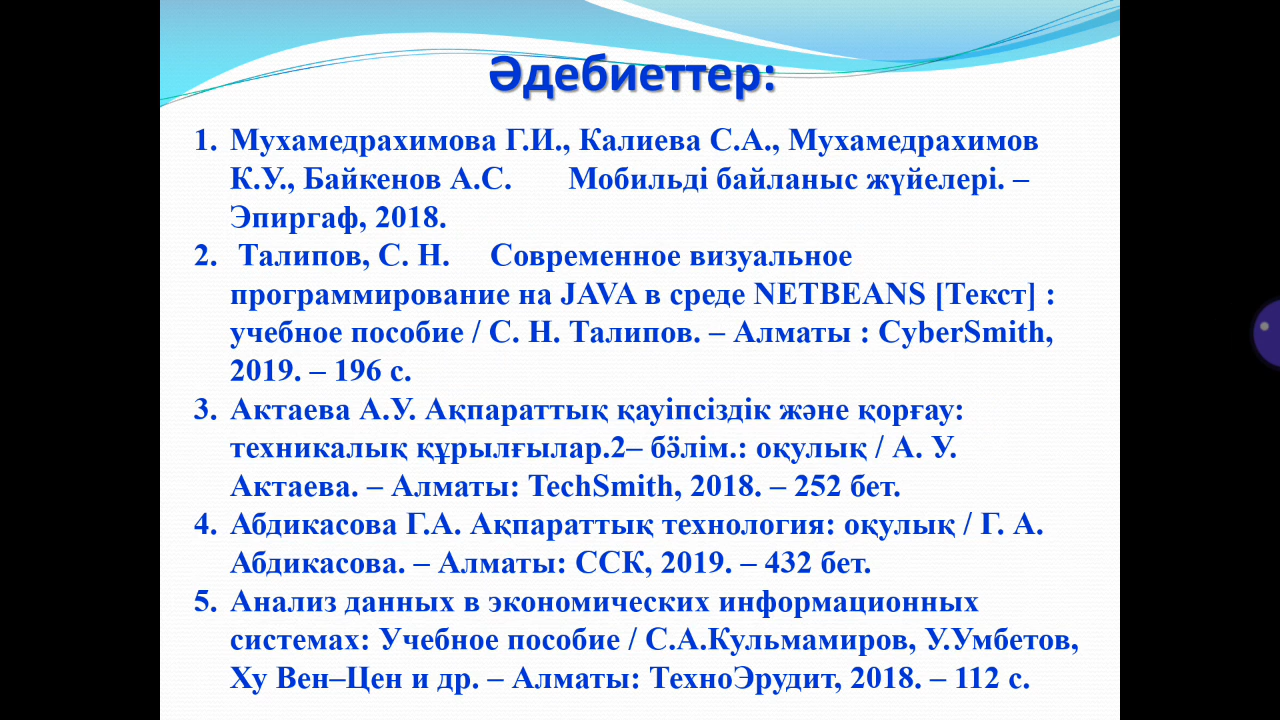 Әдебиеттер:
1. Мухамедрахимова Г.И., Калиева С.А., Мухамедрахимов
К.У., Байкенов А.С. Мобильді байланыс жүйелері. –
Эпиргаф, 2018.
2. Талипов, С. Н. Современное визуальное
программирование на JAVA в среде NETBEANS [Текст] :
учебное пособие / С. Н. Талипов. – Алматы : CyberSmith,
2019. – 196 с.
3. Актаева А.У. Ақпараттық қауіпсіздік және қорғау:
техникалық құрылғылар.2– бӛлім.: оқулық / А. У.
Актаева. – Алматы: TechSmith, 2018. – 252 бет.
4. Абдикасова Г.А. Ақпараттық технология: оқулық / Г. А.
Абдикасова. – Алматы: ССК, 2019. – 432 бет.
5. Анализ данных в экономических информационных
системах: Учебное пособие / С.А.Кульмамиров, У.Умбетов,
Ху Вен–Цен и др. – Алматы: ТехноЭрудит, 2018. – 112 с.